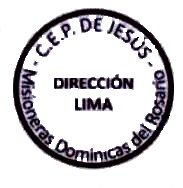 - C.E.P. DE JESÚS -
DIRECCIÓN
LIMA
Misioneras Dominicas del Rosario